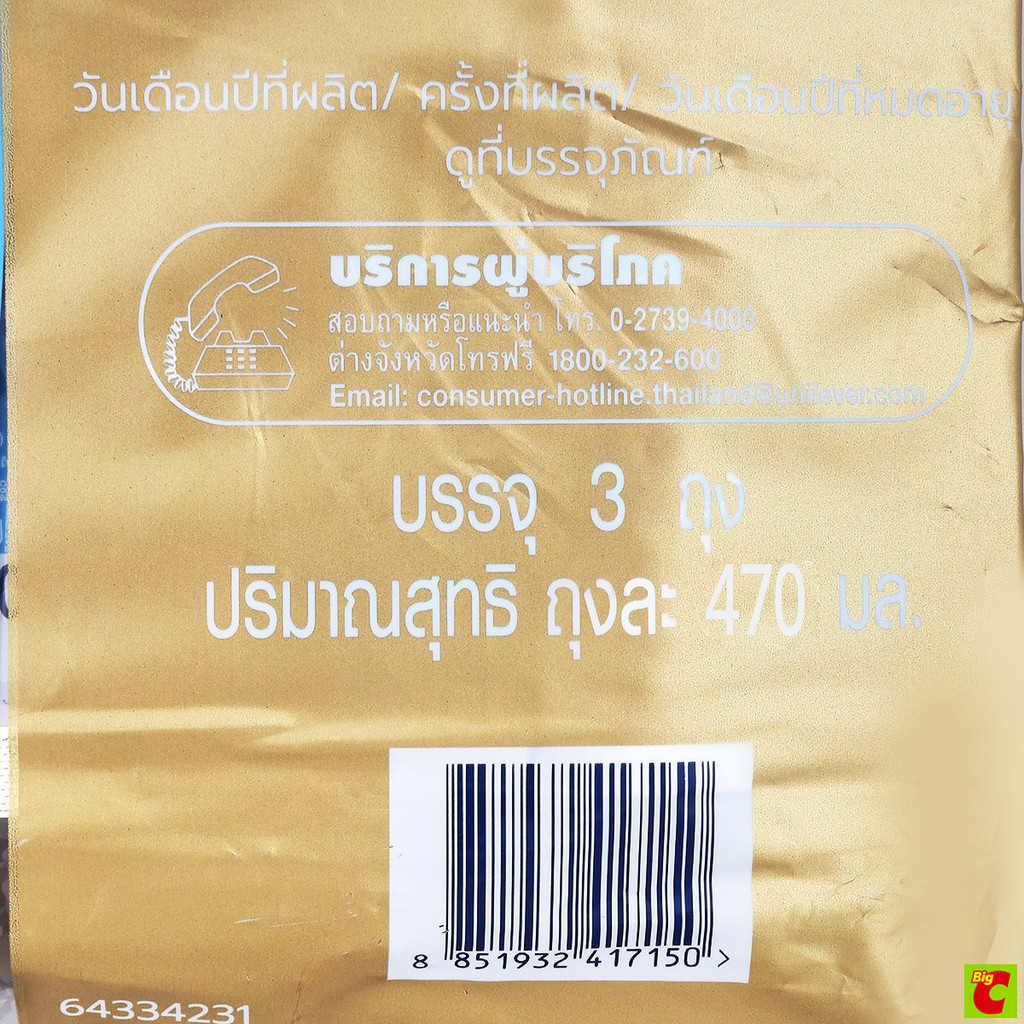 วันเดือนปีที่ผลิต/ ครั้งที่ผลิต/ วันเดือนปีที่หมดอายุ
ดูที่บรรจุภัณฑ์
บริการผู้บริโภค
สอบถามหรือแนะนำ โทร. 0-2739-4000
ต่างจังหวัดโทรฟรี 1800-232-600
Email: consumer-hotline.thailand@unilever.com
บรรจุ 3 ถุง
ปริมาณสุทธิ ถุงละ 470 มล.
8 851932 417150 >
64334231
Big C